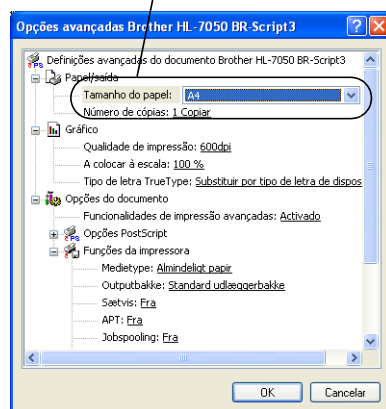 Opções avançadas Brother HL-7050 BR-Script3
Definições avançadas do documento Brother HL-7050 BR-Script3
Papel/saída
Tamanho do papel: A4
Número de cópias: 1 Copiar
Gráfico
Qualidade de impressão: 600dpi
A colocar à escala: 100 %
Tipo de letra TrueType: Substituir por tipo de letra de dispos
Opções do documento
Funcionalidades de impressão avançadas: Activado
Opções PostScript
Funções da impressora
Medietype: Almindeligt papir
Outputbakke: Standard udlæggerbakke
Sætvis: Fra
APT: Fra
Jobspooling: Fra
OK
Cancelar